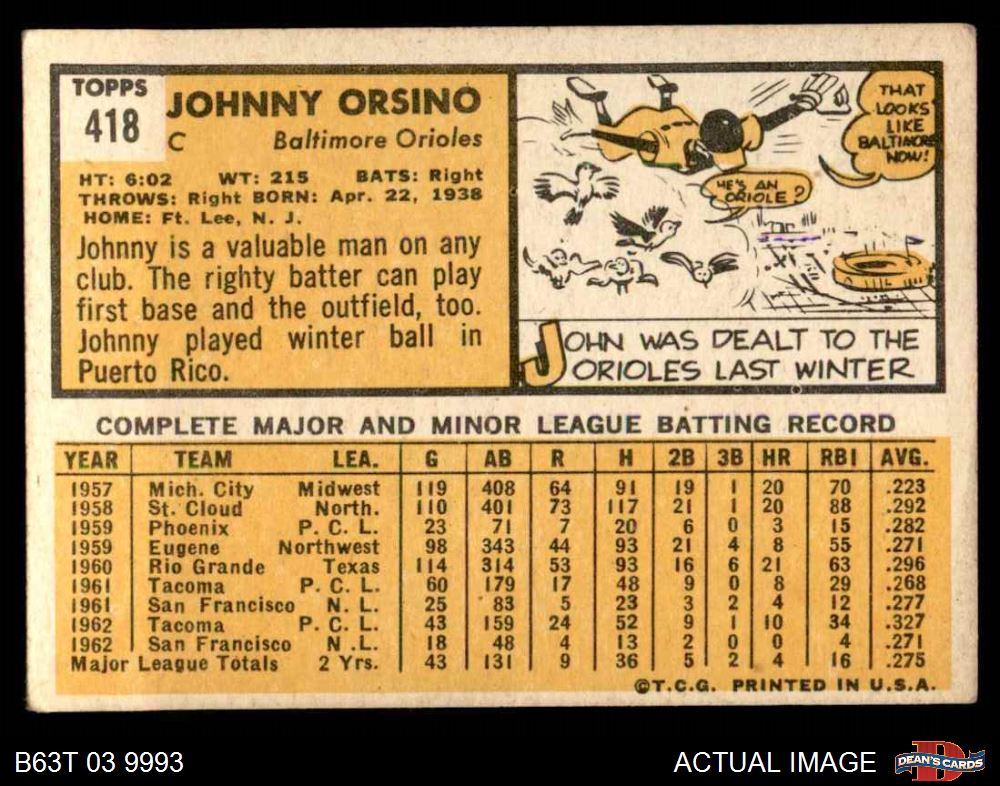 TOPPS
418
JOHNNY ORSINO
C Baltimore Orioles
HT: 6:02 WT: 215 BATS: Right
THROWS: Right BORN: Apr. 22, 1938
HOME: Ft. Lee, N. J.
Johnny is a valuable man on any
club. The righty batter can play
first base and the outfield, too.
Johnny played winter ball in
Puerto Rico.
THAT
LOOKS
LIKE
BALTIMORE
NOW!
HE'S AN
ORIOLE?
JOHN WAS DEALT TO THE
ORIOLES LAST WINTER
COMPLETE MAJOR AND MINOR LEAGUE BATTING RECORD
YEAR TEAM LEA. G AB R H 2B 3B HR RBI AVG.
1957 Mich. City Midwest 119 408 64 91 19 1 20 70 .223
1958 St. Cloud North. 110 401 73 117 21 1 20 88 .292
1959 Phoenix P. C. L. 23 71 7 20 6 0 3 15 .282
1959 Eugene Northwest 98 343 44 93 21 4 8 55 .271
1960 Rio Grande Texas 114 314 53 93 16 6 21 63 .296
1961 Tacoma P. C. L. 60 179 17 48 9 0 8 29 .268
1961 San Francisco N. L. 25 83 5 23 3 2 4 12 .277
1962 Tacoma P. C. L. 43 159 24 52 9 1 10 34 .327
1962 San Francisco N .L. 18 48 4 13 2 0 0 4 .271
Major League Totals 2 Yrs. 43 131 9 36 5 2 4 16 .275
©T.C.G. PRINTED IN U.S.A.
B63T 03 9993 ACTUAL IMAGE DEAN'S CARDS